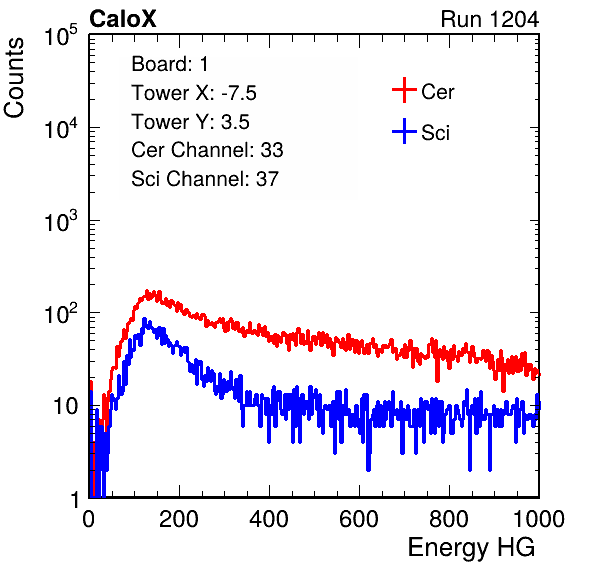 CaloX Run 1204
Counts
10^5
10^4
10^3
10^2
10
1
Board: 1
Tower X: -7.5
Tower Y: 3.5
Cer Channel: 33
Sci Channel: 37
Cer
Sci
0 200 400 600 800 1000
Energy HG